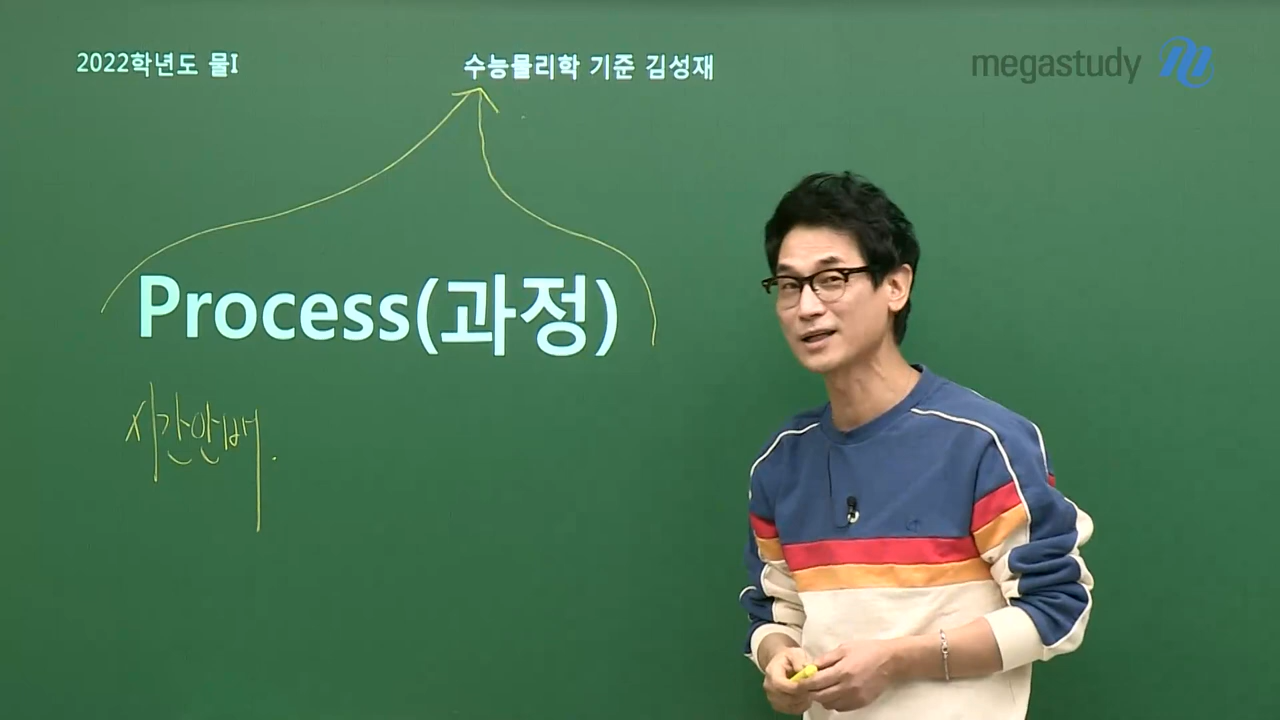 2022학년도 물I
수능물리학 기준 김성재
megastudy
Process(과정)
시간안배.